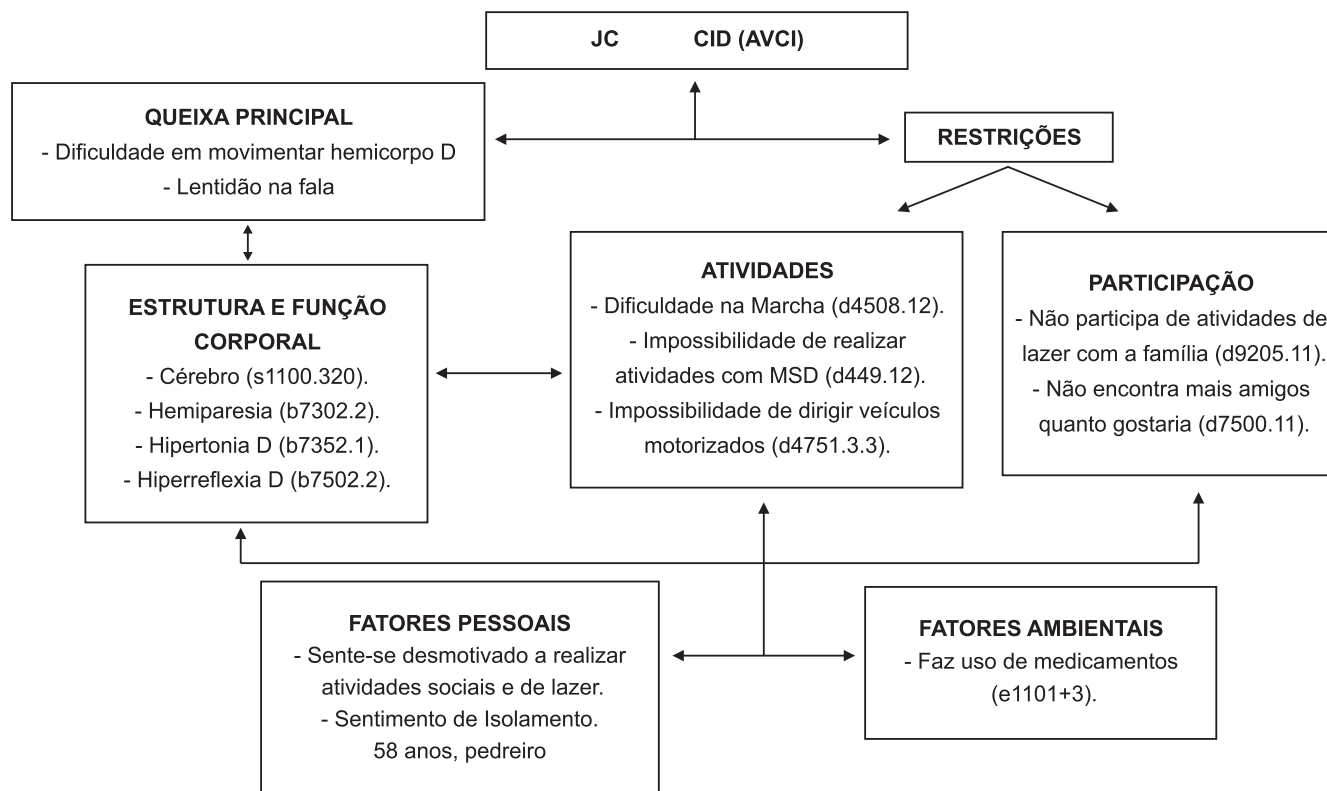 JC CID (AVCI)
QUEIXA PRINCIPAL
- Dificuldade em movimentar hemicorpo D
- Lentidão na fala
RESTRIÇÕES
ESTRUTURA E FUNÇÃO
CORPORAL
- Cérebro (s1100.320).
- Hemiparesia (b7302.2).
- Hipertonia D (b7352.1).
- Hiperreflexia D (b7502.2).
ATIVIDADES
- Dificuldade na Marcha (d4508.12).
- Impossibilidade de realizar
atividades com MSD (d449.12).
- Impossibilidade de dirigir veículos
motorizados (d4751.3.3).
PARTICIPAÇÃO
- Não participa de atividades de
lazer com a família (d9205.11).
- Não encontra mais amigos
quanto gostaria (d7500.11).
FATORES PESSOAIS
- Sente-se desmotivado a realizar
atividades sociais e de lazer.
- Sentimento de Isolamento.
58 anos, pedreiro
FATORES AMBIENTAIS
- Faz uso de medicamentos
(e1101+3).